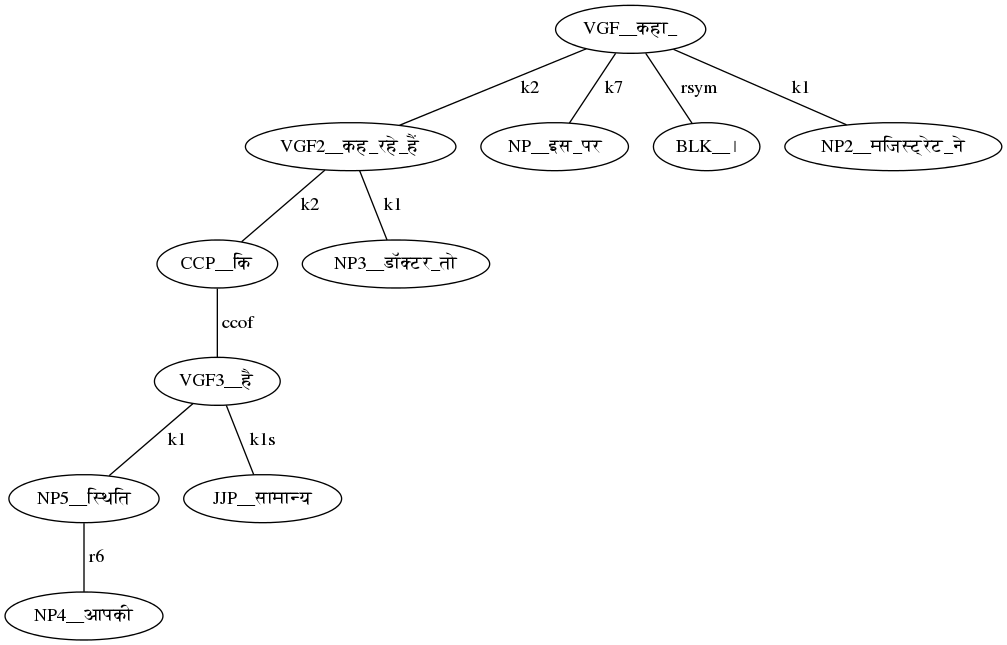 VGF__कहा_
k2 k7 rsym k1
VGF2__कह_रहे_हैं NP__इस_पर BLK__। NP2__मजिस्ट्रेट_ने
k2 k1
CCP__कि NP3__डॉक्टर_तो
ccof
VGF3__है
k1 k1s
NP5__स्थिति JJP__सामान्य
r6
NP4__आपकी